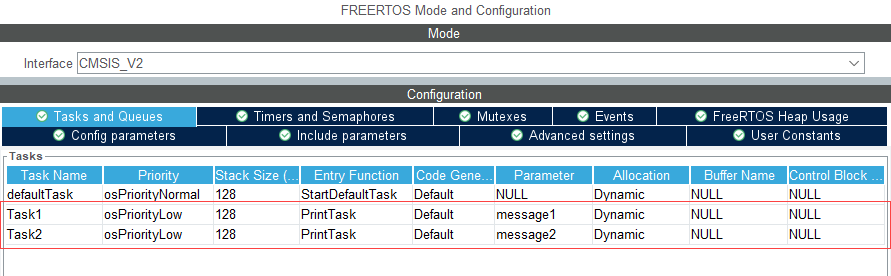 FREERTOS Mode and Configuration
Mode
Interface CMSIS_V2
Configuration
Tasks and Queues Timers and Semaphores Mutexes Events FreeRTOS Heap Usage
Config parameters Include parameters Advanced settings User Constants
Tasks
Task Name Priority Stack Size (... Entry Function Code Gene... Parameter Allocation Buffer Name Control Block ...
defaultTask osPriorityNormal 128 StartDefaultTask Default NULL Dynamic NULL NULL
Task1 osPriorityLow 128 PrintTask Default message1 Dynamic NULL NULL
Task2 osPriorityLow 128 PrintTask Default message2 Dynamic NULL NULL